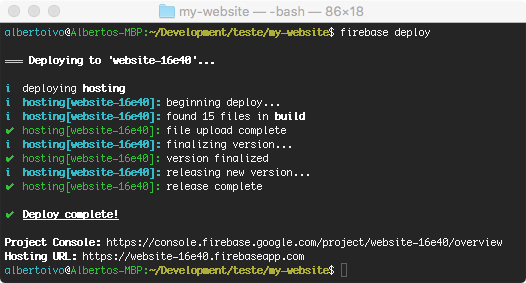 my-website — -bash — 86×18
albertoivo@Albertos-MBP:~/Development/teste/my-website$ firebase deploy
=== Deploying to 'website-16e40'...
i deploying hosting
i hosting[website-16e40]: beginning deploy...
i hosting[website-16e40]: found 15 files in build
✔ hosting[website-16e40]: file upload complete
i hosting[website-16e40]: finalizing version...
✔ hosting[website-16e40]: version finalized
i hosting[website-16e40]: releasing new version...
✔ hosting[website-16e40]: release complete
✔ Deploy complete!
Project Console: https://console.firebase.google.com/project/website-16e40/overview
Hosting URL: https://website-16e40.firebaseapp.com
albertoivo@Albertos-MBP:~/Development/teste/my-website$